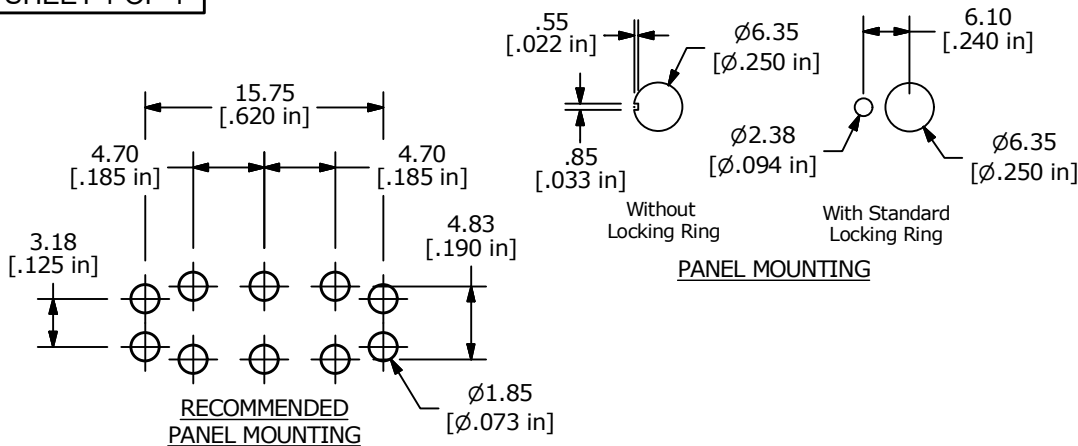 SHEET 1 OF 1
.55
[.022 in]
Ø6.35
[Ø.250 in]
6.10
[.240 in]
15.75
[.620 in]
4.70
[.185 in]
4.70
[.185 in]
.85
[.033 in]
Ø2.38
[Ø.094 in]
Ø6.35
[Ø.250 in]
Without
Locking Ring
With Standard
Locking Ring
3.18
[.125 in]
4.83
[.190 in]
PANEL MOUNTING
Ø1.85
[Ø.073 in]
RECOMMENDED
PANEL MOUNTING